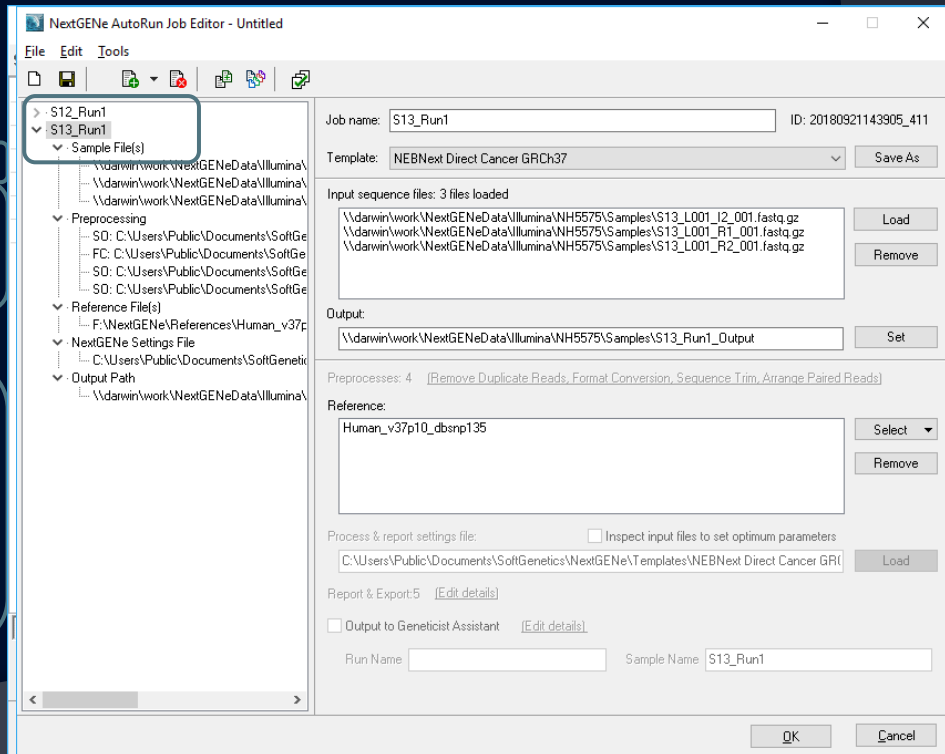 NextGENe AutoRun Job Editor - Untitled
File Edit Tools
S12_Run1
S13_Run1
Sample File(s)
\\darwin\work\NextGENeData\Illumina\
\\darwin\work\NextGENeData\Illumina\
\\darwin\work\NextGENeData\Illumina\
Preprocessing
SO: C:\Users\Public\Documents\SoftGe
FC: C:\Users\Public\Documents\SoftGe
SO: C:\Users\Public\Documents\SoftGe
SO: C:\Users\Public\Documents\SoftGe
Reference File(s)
F:\NextGENe\References\Human_v37p
NextGENe Settings File
C:\Users\Public\Documents\SoftGenetic
Output Path
\\darwin\work\NextGENeData\Illumina\
Job name: S13_Run1 ID: 20180921143905_411
Template: NEBNext Direct Cancer GRCh37 Save As
Input sequence files: 3 files loaded
\\darwin\work\NextGENeData\Illumina\NH5575\Samples\S13_L001_I2_001.fastq.gz Load
\\darwin\work\NextGENeData\Illumina\NH5575\Samples\S13_L001_R1_001.fastq.gz
\\darwin\work\NextGENeData\Illumina\NH5575\Samples\S13_L001_R2_001.fastq.gz Remove
Output:
\\darwin\work\NextGENeData\Illumina\NH5575\Samples\S13_Run1_Output Set
Preprocesses: 4 (Remove Duplicate Reads, Format Conversion, Sequence Trim, Arrange Paired Reads)
Reference:
Human_v37p10_dbsnp135 Select
Remove
Process & report settings file: Inspect input files to set optimum parameters
C:\Users\Public\Documents\SoftGenetics\NextGENe\Templates\NEBNext Direct Cancer GR( Load
Report & Export:5 (Edit details)
Output to Geneticist Assistant (Edit details)
Run Name Sample Name S13_Run1
OK Cancel